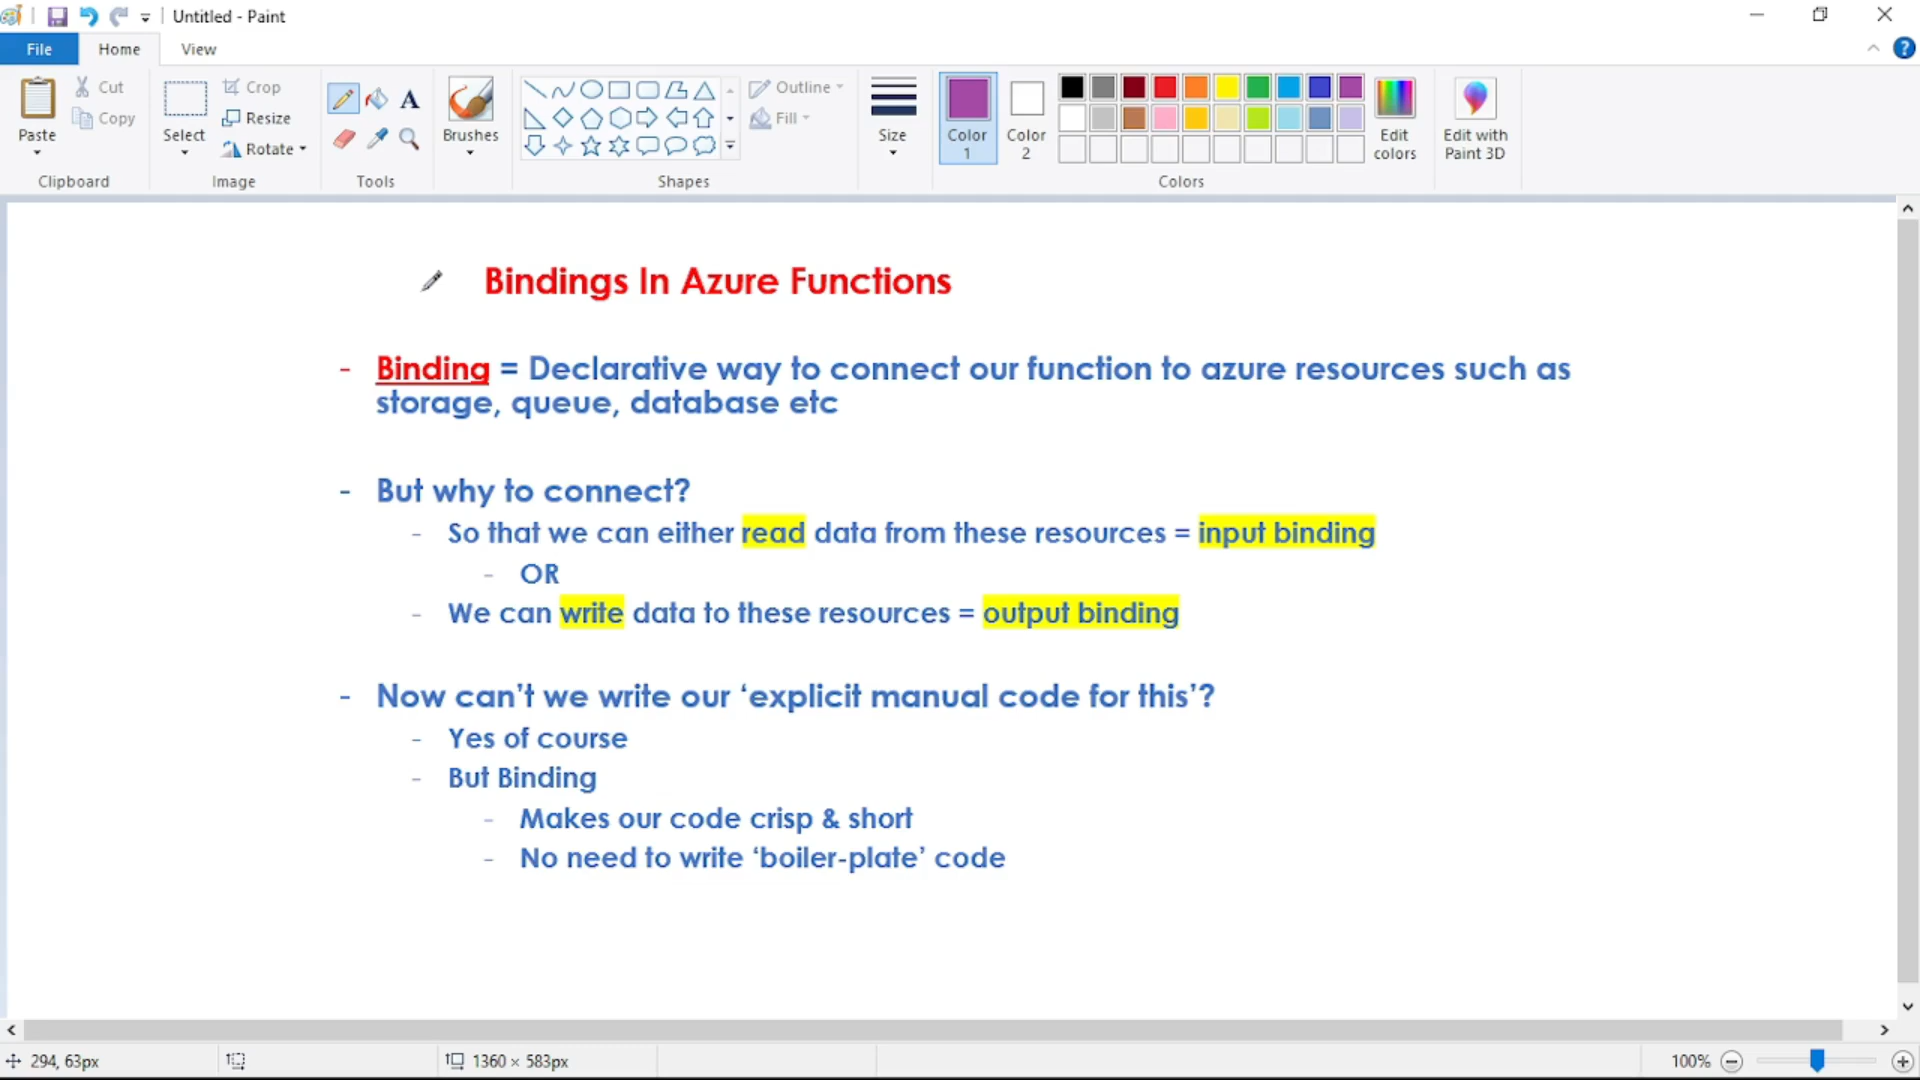 Untitled - Paint
File Home View
Paste
Cut
Copy
Clipboard
Select
Crop
Resize
Rotate
Image
Tools
Brushes
Shapes
Outline
Fill
Size
Color 1
Color 2
Edit colors
Edit with Paint 3D
Colors
Bindings In Azure Functions
- Binding = Declarative way to connect our function to azure resources such as
storage, queue, database etc
- But why to connect?
- So that we can either read data from these resources = input binding
- OR
- We can write data to these resources = output binding
- Now can’t we write our ‘explicit manual code for this’?
- Yes of course
- But Binding
- Makes our code crisp & short
- No need to write ‘boiler-plate’ code
294, 63px
1360 × 583px
100%